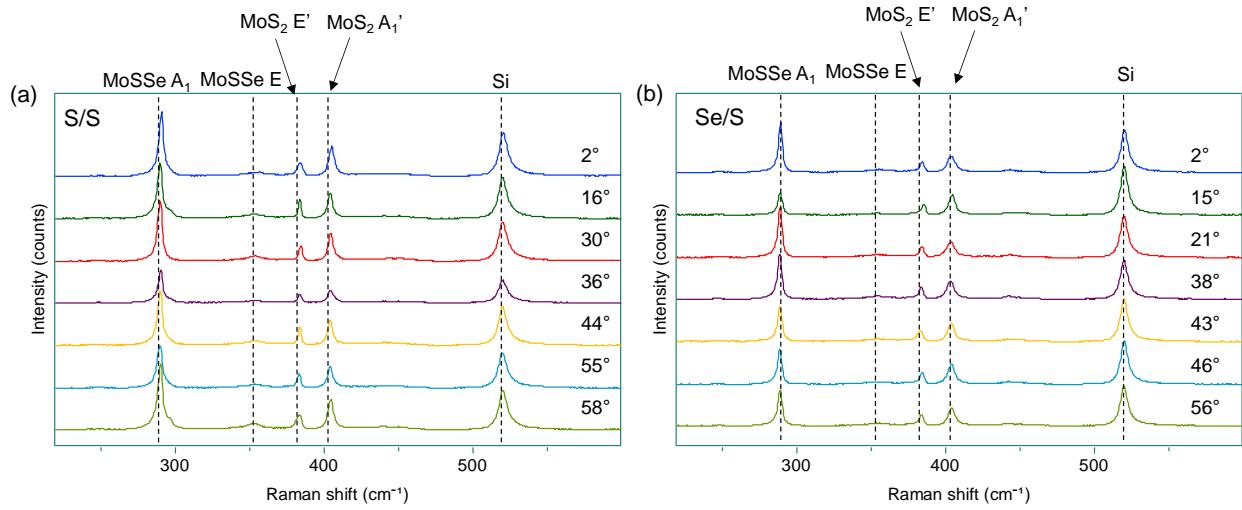 MoS₂ E’
MoS₂ A₁’
MoSSe A₁
MoSSe E
Si
(a)
S/S
2°
16°
30°
36°
44°
55°
58°
Intensity (counts)
300
400
500
Raman shift (cm⁻¹)
MoS₂ E’
MoS₂ A₁’
MoSSe A₁
MoSSe E
Si
(b)
Se/S
2°
15°
21°
38°
43°
46°
56°
Intensity (counts)
300
400
500
Raman shift (cm⁻¹)